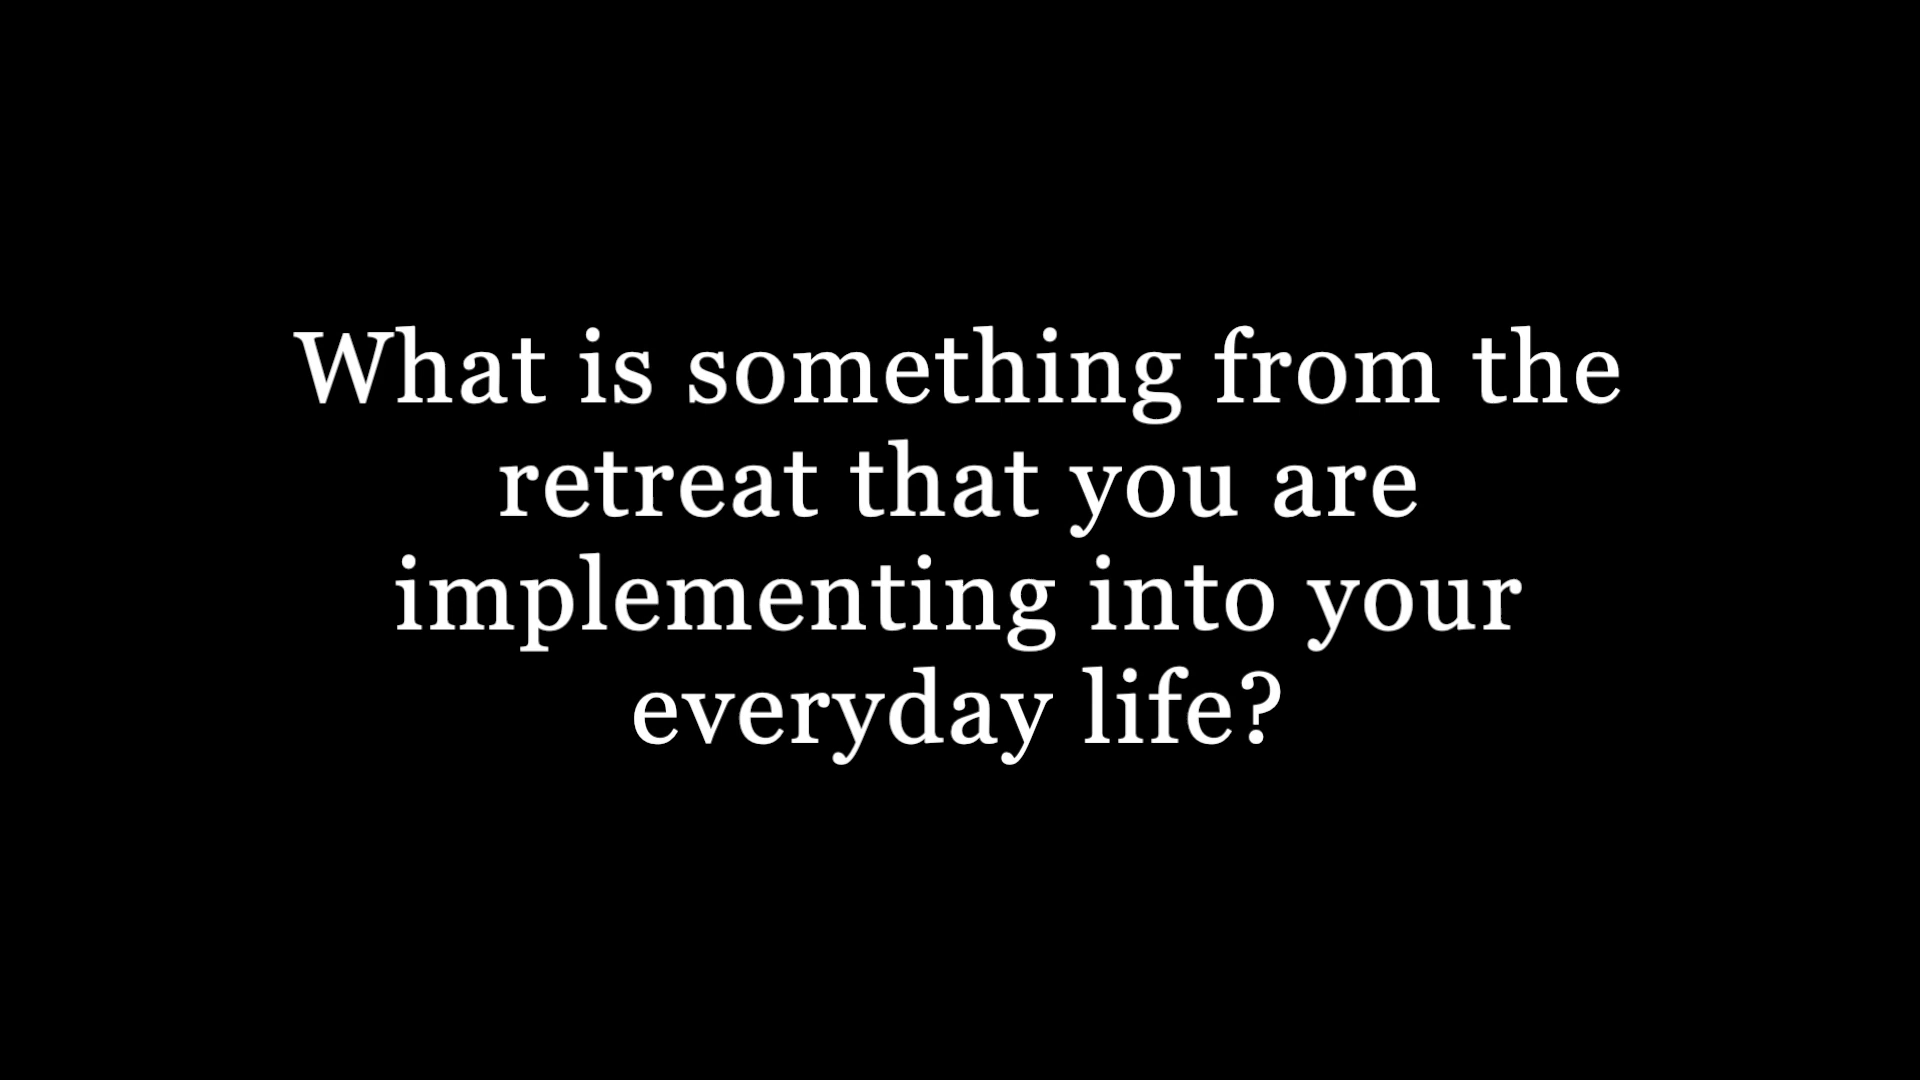 What is something from the
retreat that you are
implementing into your
everyday life?